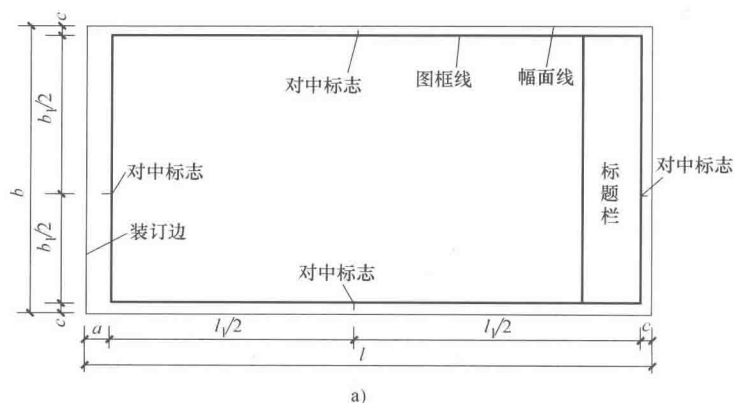 c
对中标志
图框线
幅面线
b₁/2
对中标志
标题栏
对中标志
b
装订边
b₁/2
对中标志
c
a
l₁/2
l₁/2
c
l
a)